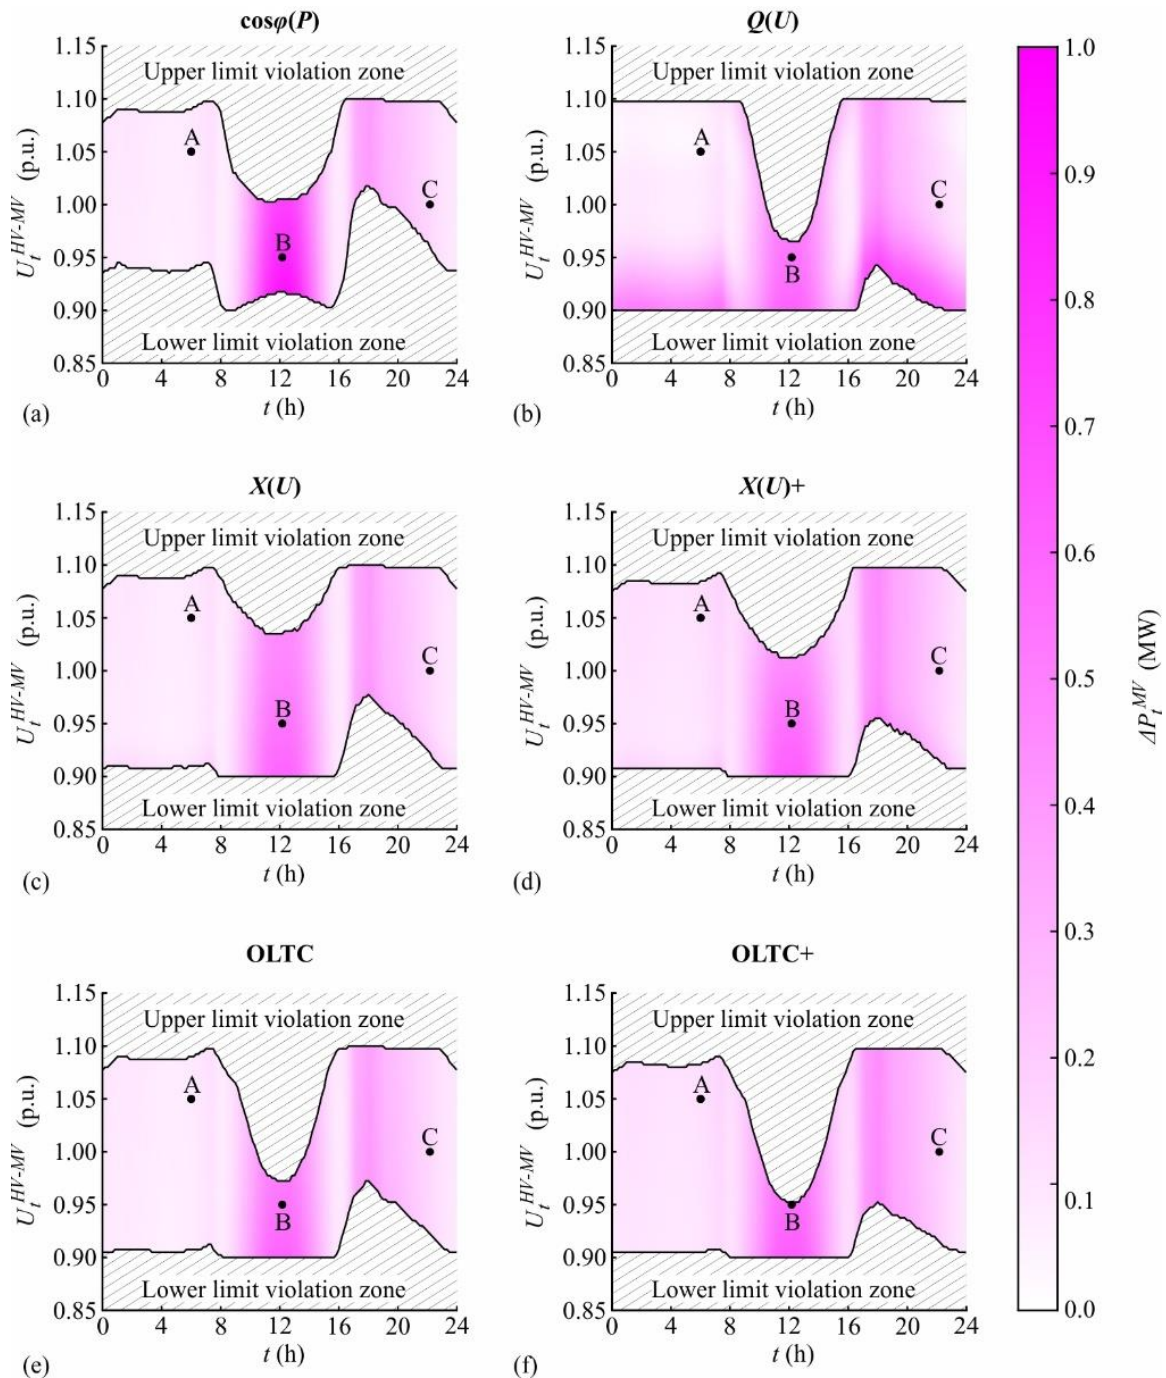 cosφ(P)
1.15
1.10
1.05
1.00
0.95
0.90
0.85
U_t^{HV-MV} (p.u.)
Upper limit violation zone
A
B
C
Lower limit violation zone
0 4 8 12 16 20 24
t (h)
(a)
Q(U)
1.15
1.10
1.05
1.00
0.95
0.90
0.85
U_t^{HV-MV} (p.u.)
Upper limit violation zone
A
B
C
Lower limit violation zone
0 4 8 12 16 20 24
t (h)
(b)
X(U)
1.15
1.10
1.05
1.00
0.95
0.90
0.85
U_t^{HV-MV} (p.u.)
Upper limit violation zone
A
B
C
Lower limit violation zone
0 4 8 12 16 20 24
t (h)
(c)
X(U)+
1.15
1.10
1.05
1.00
0.95
0.90
0.85
U_t^{HV-MV} (p.u.)
Upper limit violation zone
A
B
C
Lower limit violation zone
0 4 8 12 16 20 24
t (h)
(d)
OLTC
1.15
1.10
1.05
1.00
0.95
0.90
0.85
U_t^{HV-MV} (p.u.)
Upper limit violation zone
A
B
C
Lower limit violation zone
0 4 8 12 16 20 24
t (h)
(e)
OLTC+
1.15
1.10
1.05
1.00
0.95
0.90
0.85
U_t^{HV-MV} (p.u.)
Upper limit violation zone
A
B
C
Lower limit violation zone
0 4 8 12 16 20 24
t (h)
(f)
1.0
0.9
0.8
0.7
0.6
0.5
0.4
0.3
0.2
0.1
0.0
ΔP_t^{MV} (MW)